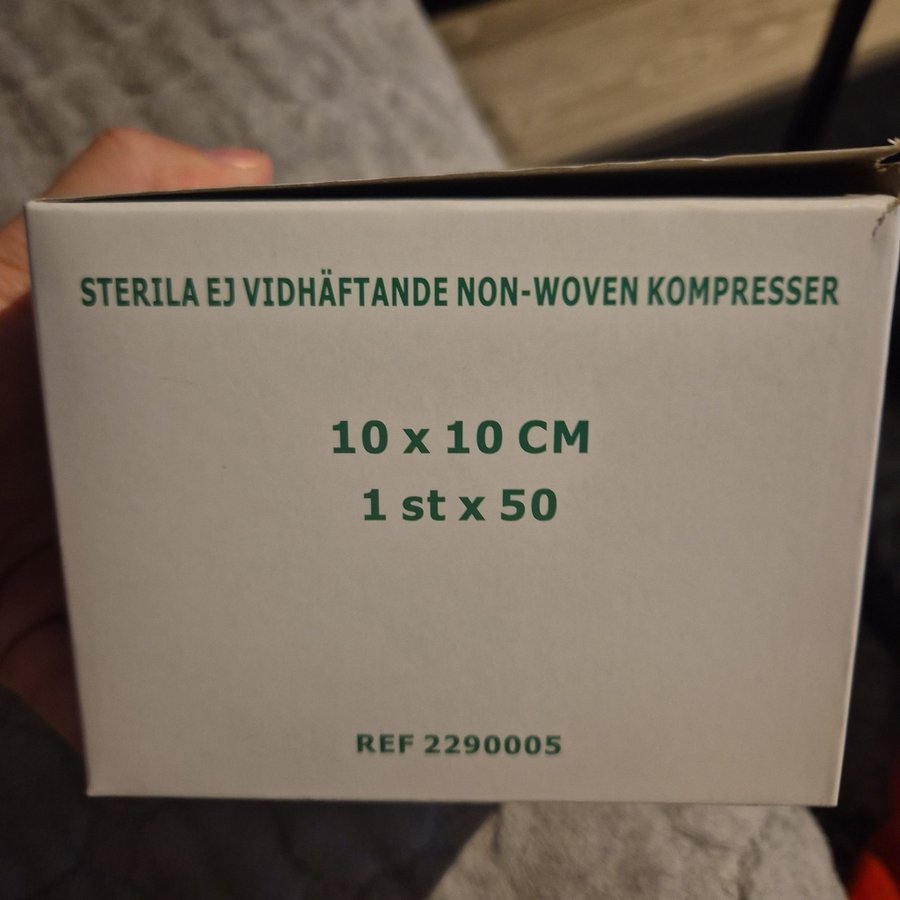 STERILA EJ VIDHÄFTANDE NON-WOVEN KOMPRESSER
10 x 10 CM
1 st x 50
REF 2290005